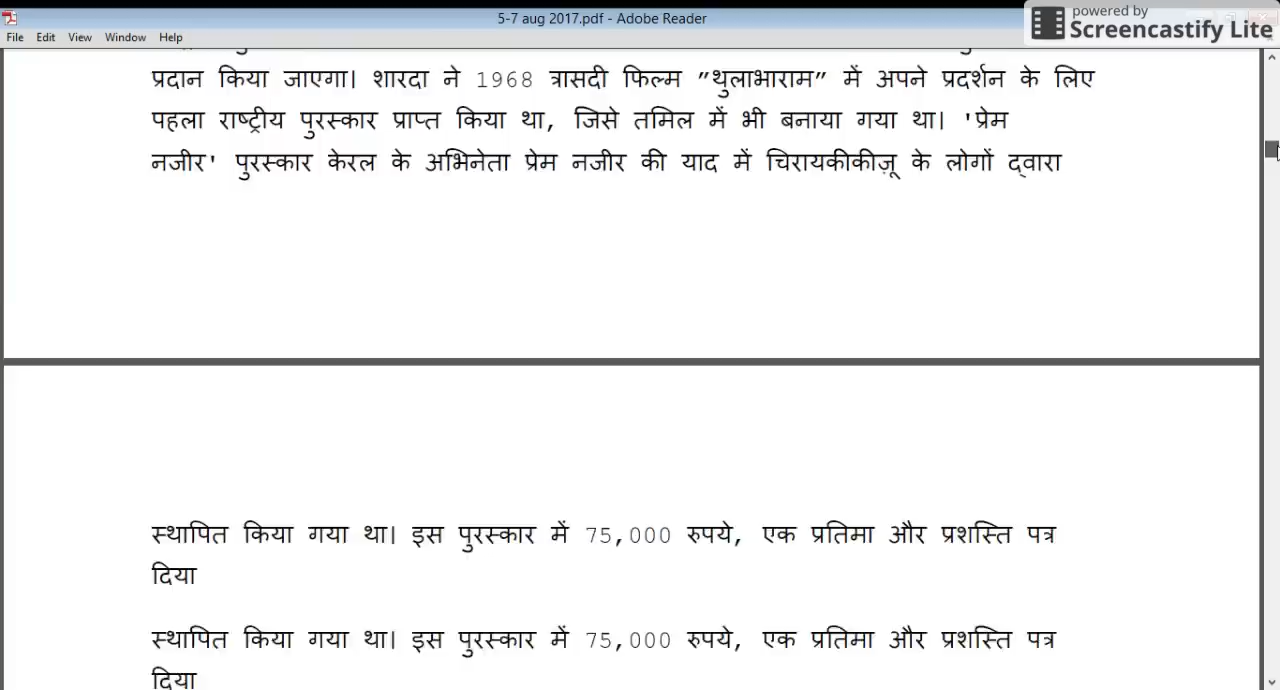 5-7 aug 2017.pdf - Adobe Reader
powered by
Screencastify Lite
File Edit View Window Help
प्रदान किया जाएगा। शारदा ने 1968 त्रासदी फिल्म ”थुलाभाराम” में अपने प्रदर्शन के लिए
पहला राष्ट्रीय पुरस्कार प्राप्त किया था, जिसे तमिल में भी बनाया गया था। 'प्रेम
नजीर' पुरस्कार केरल के अभिनेता प्रेम नजीर की याद में चिरायकीकीज़ू के लोगों द्वारा
स्थापित किया गया था। इस पुरस्कार में 75,000 रुपये, एक प्रतिमा और प्रशस्ति पत्र
दिया
स्थापित किया गया था। इस पुरस्कार में 75,000 रुपये, एक प्रतिमा और प्रशस्ति पत्र
दिया